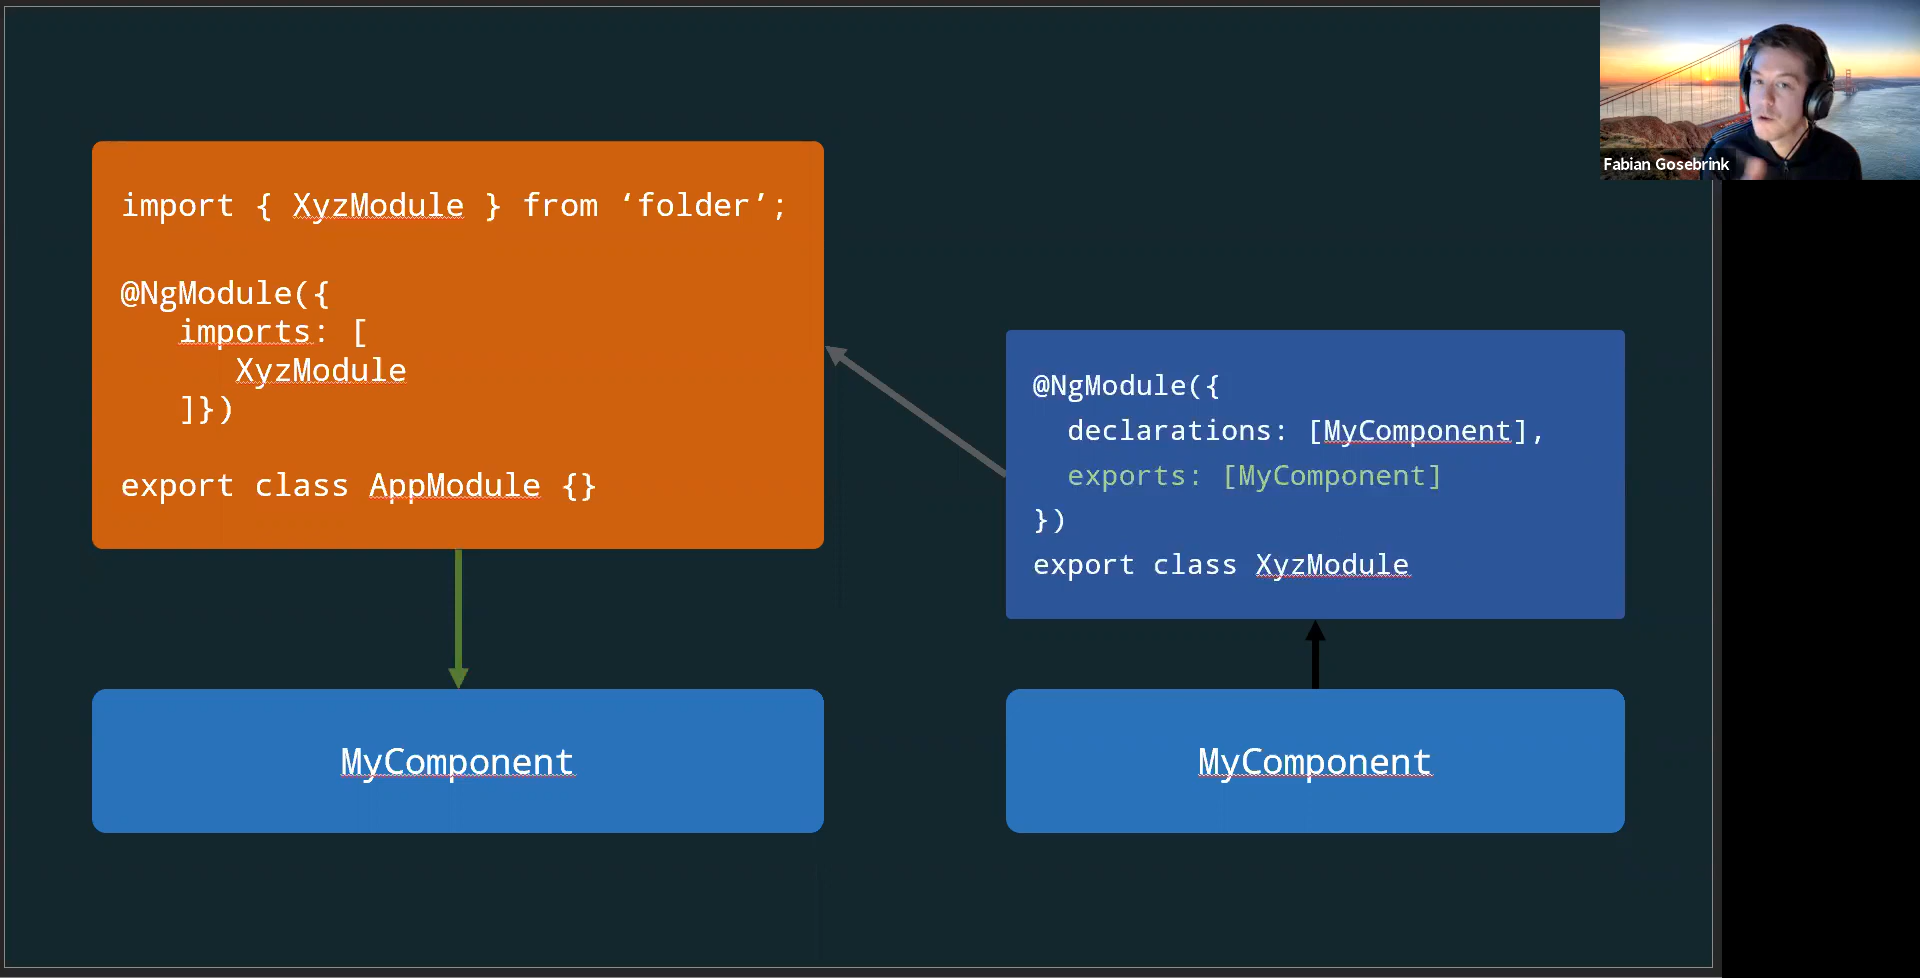 import { XyzModule } from ‘folder’;
@NgModule({
imports: [
XyzModule
]})
export class AppModule {}
MyComponent
@NgModule({
declarations: [MyComponent],
exports: [MyComponent]
})
export class XyzModule
MyComponent
Fabian Gosebrink